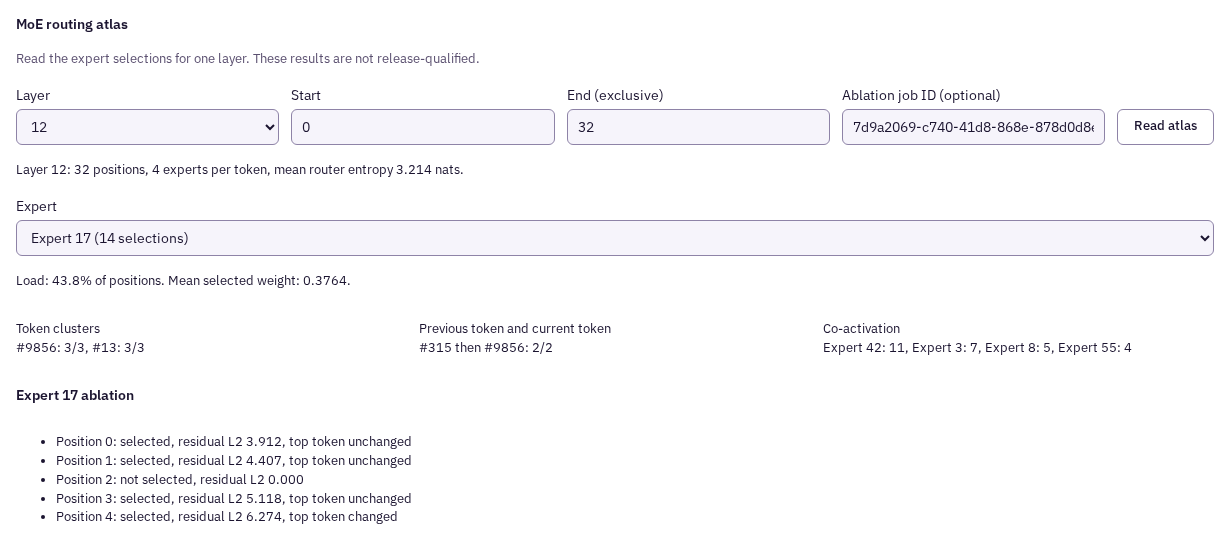 MoE routing atlas
Read the expert selections for one layer. These results are not release-qualified.
Layer
Start
End (exclusive)
Ablation job ID (optional)
12
0
32
7d9a2069-c740-41d8-868e-878d0d8e
Read atlas
Layer 12: 32 positions, 4 experts per token, mean router entropy 3.214 nats.
Expert
Expert 17 (14 selections)
Load: 43.8% of positions. Mean selected weight: 0.3764.
Token clusters
#9856: 3/3, #13: 3/3
Previous token and current token
#315 then #9856: 2/2
Co-activation
Expert 42: 11, Expert 3: 7, Expert 8: 5, Expert 55: 4
Expert 17 ablation
• Position 0: selected, residual L2 3.912, top token unchanged
• Position 1: selected, residual L2 4.407, top token unchanged
• Position 2: not selected, residual L2 0.000
• Position 3: selected, residual L2 5.118, top token unchanged
• Position 4: selected, residual L2 6.274, top token changed